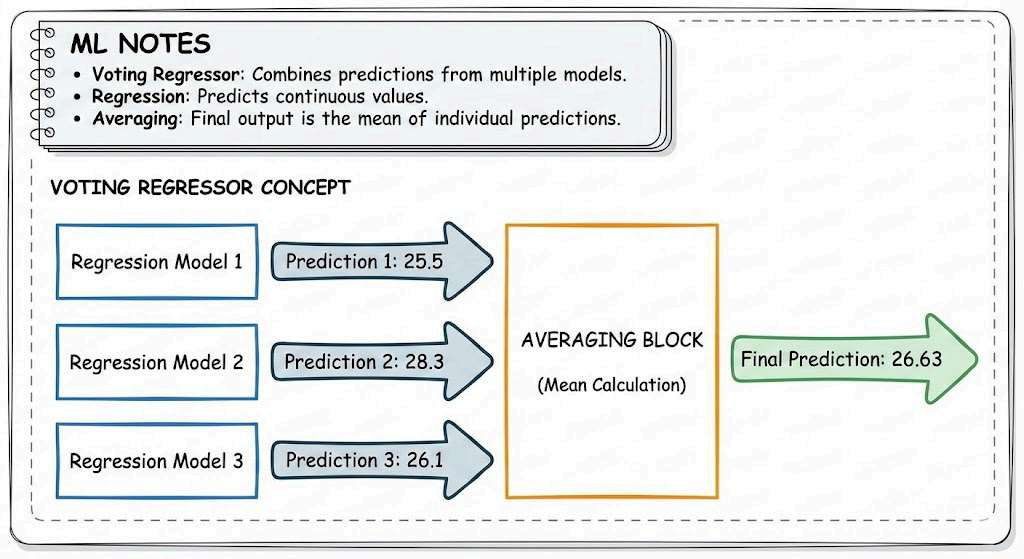 ML NOTES
• Voting Regressor: Combines predictions from multiple models.
• Regression: Predicts continuous values.
• Averaging: Final output is the mean of individual predictions.
VOTING REGRESSOR CONCEPT
Regression Model 1
Prediction 1: 25.5
Regression Model 2
Prediction 2: 28.3
Regression Model 3
Prediction 3: 26.1
AVERAGING BLOCK
(Mean Calculation)
Final Prediction: 26.63